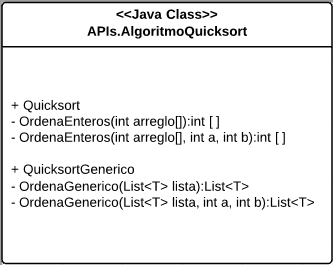 <<Java Class>>
APIs.AlgoritmoQuicksort
+ Quicksort
- OrdenaEnteros(int arreglo[]):int [ ]
- OrdenaEnteros(int arreglo[], int a, int b):int [ ]
+ QuicksortGenerico
- OrdenaGenerico(List<T> lista):List<T>
- OrdenaGenerico(List<T> lista, int a, int b):List<T>